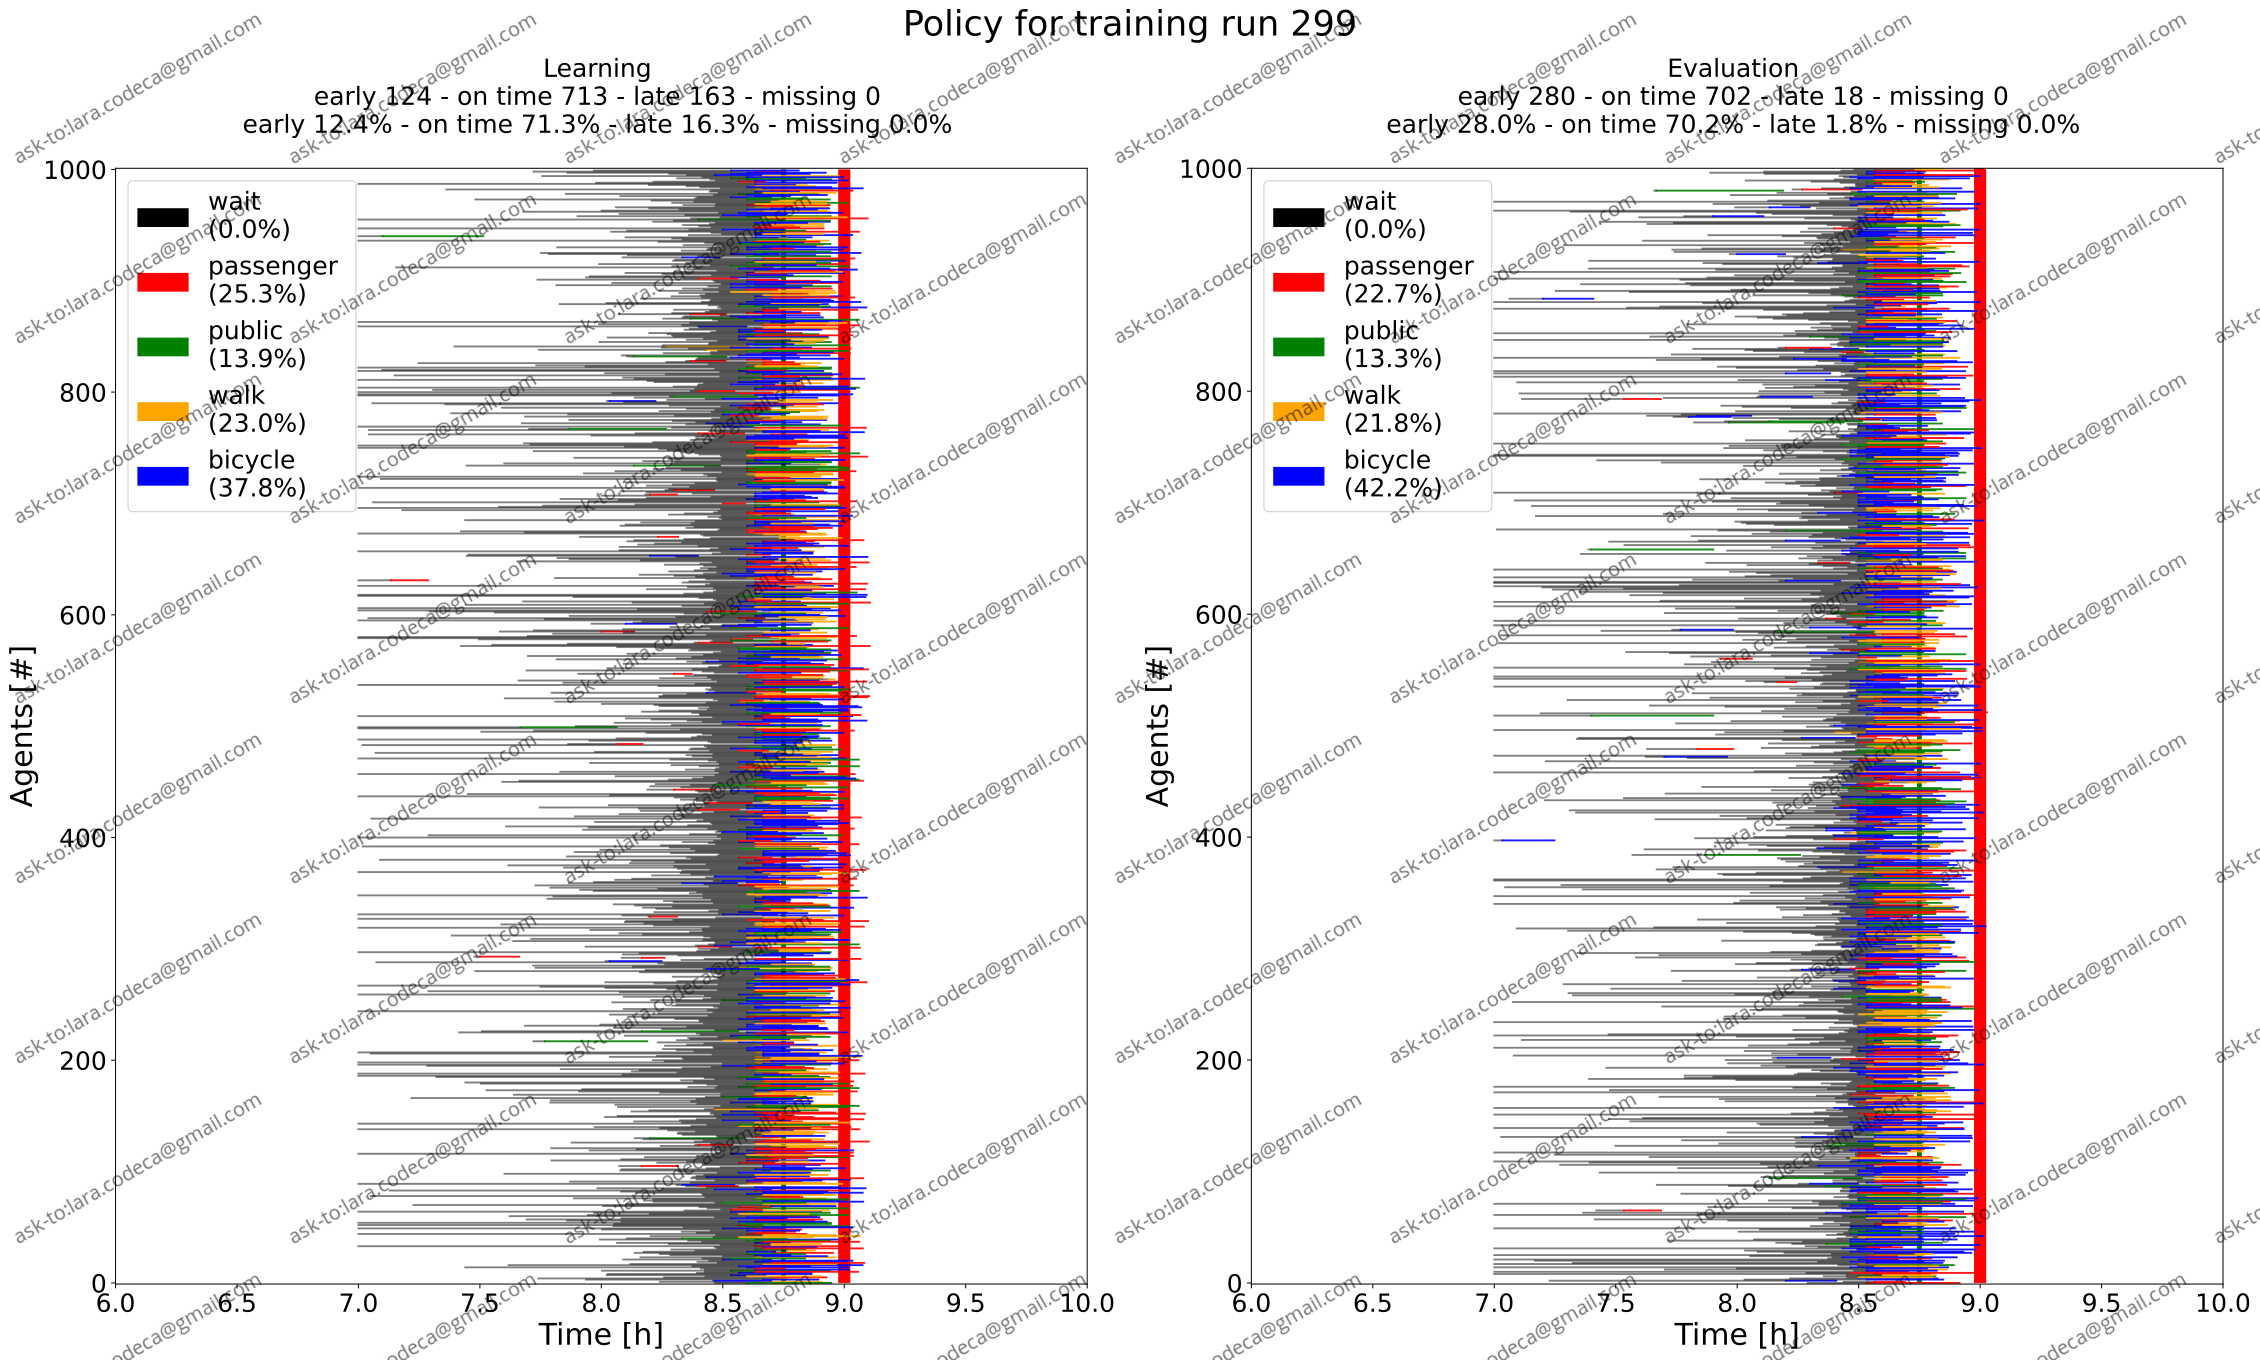 Policy for training run 299
Learning
early 124 - on time 713 - late 163 - missing 0
early 12.4% - on time 71.3% - late 16.3% - missing 0.0%
1000
800
600
400
200
0
Agents [#]
wait
(0.0%)
passenger
(25.3%)
public
(13.9%)
walk
(23.0%)
bicycle
(37.8%)
6.0 6.5 7.0 7.5 8.0 8.5 9.0 9.5 10.0
Time [h]
Evaluation
early 280 - on time 702 - late 18 - missing 0
early 28.0% - on time 70.2% - late 1.8% - missing 0.0%
1000
800
600
400
200
0
Agents [#]
wait
(0.0%)
passenger
(22.7%)
public
(13.3%)
walk
(21.8%)
bicycle
(42.2%)
6.0 6.5 7.0 7.5 8.0 8.5 9.0 9.5 10.0
Time [h]
ask-to:lara.codeca@gmail.com